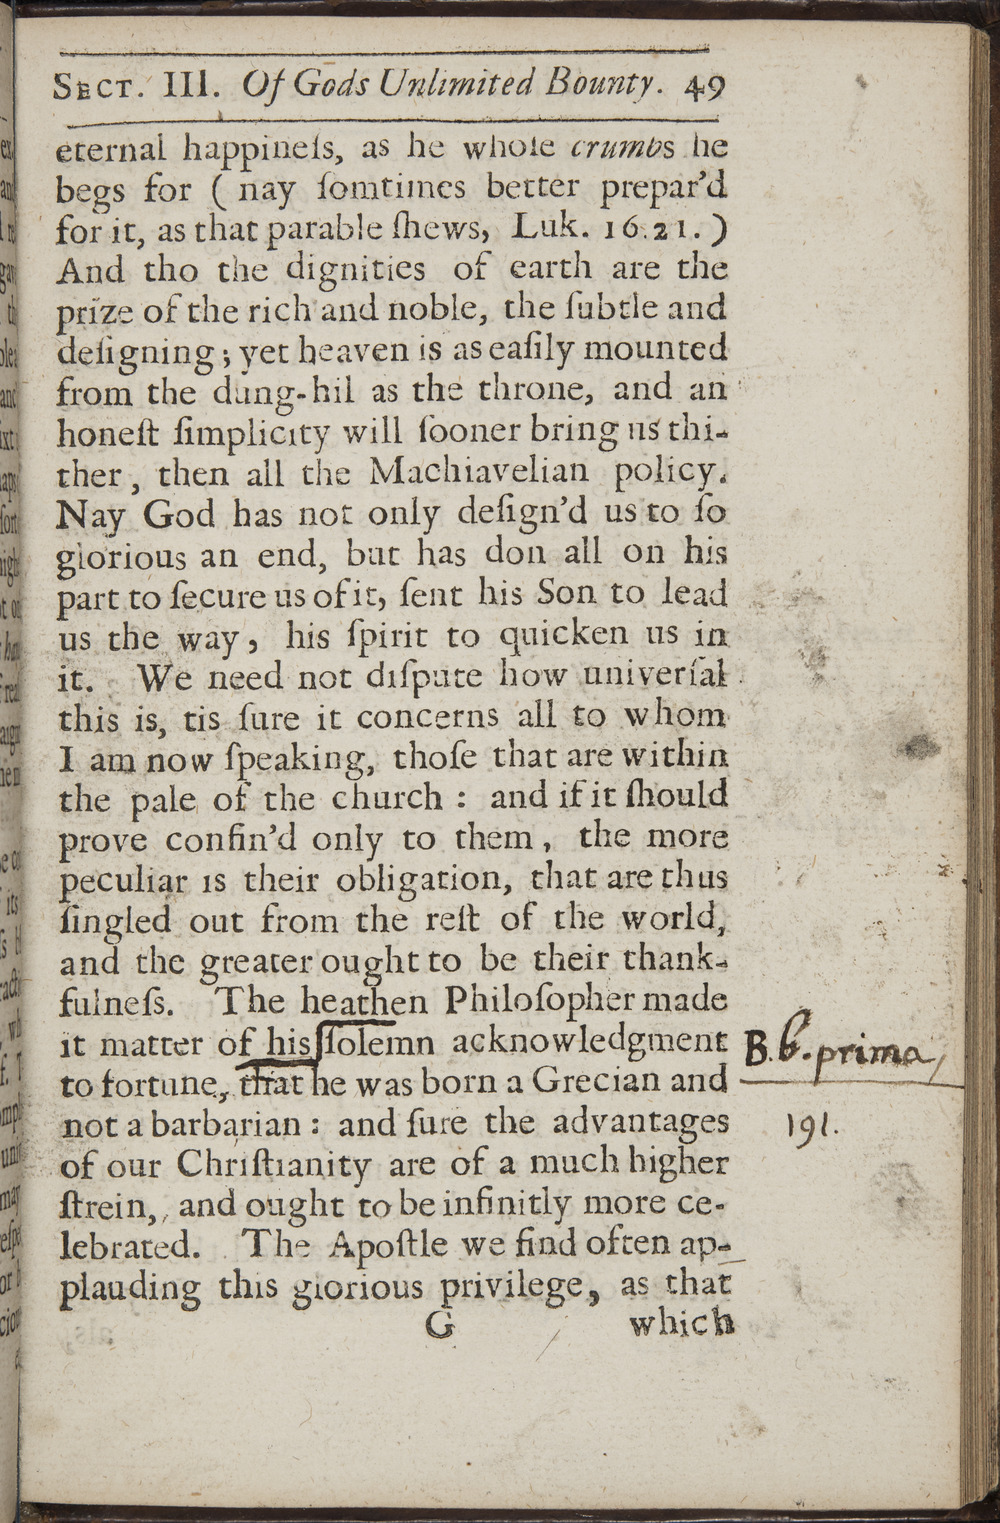 SECT. III. Of Gods Unlimited Bounty. 49
eternal happineſs, as he whoſe crumbs he
begs for ( nay ſomtimes better prepar'd
for it, as that parable ſhews, Luk. 16.21. )
And tho the dignities of earth are the
prize of the rich and noble, the ſubtle and
deſigning; yet heaven is as eaſily mounted
from the dung-hil as the throne, and an
honeſt ſimplicity will ſooner bring us thi-
ther, then all the Machiavelian policy.
Nay God has not only deſign'd us to ſo
glorious an end, but has don all on his
part to ſecure us of it, ſent his Son to lead
us the way, his ſpirit to quicken us in
it. We need not diſpute how univerſal
this is, tis ſure it concerns all to whom
I am now ſpeaking, thoſe that are within
the pale of the church : and if it ſhould
prove confin'd only to them, the more
peculiar is their obligation, that are thus
ſingled out from the reſt of the world,
and the greater ought to be their thank-
fulneſs. The heathen Philoſopher made
it matter of his ſolemn acknowledgment
to fortune, that he was born a Grecian and
not a barbarian : and ſure the advantages
of our Chriſtianity are of a much higher
ſtrein, and ought to be infinitly more ce-
lebrated. The Apoſtle we find often ap-
plauding this glorious privilege, as that
G which
B. b. prima,
191.